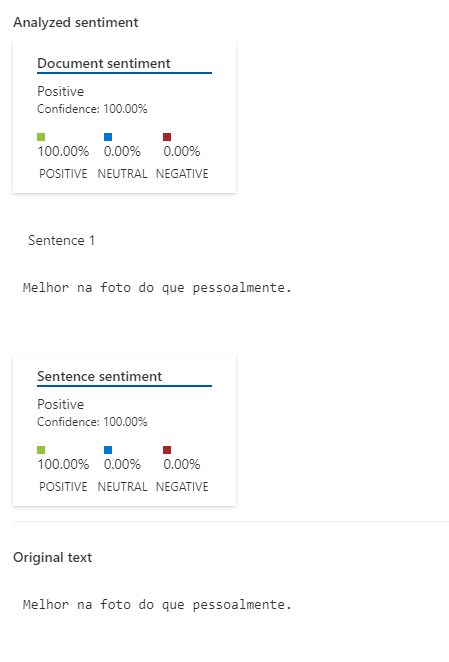 Analyzed sentiment
Document sentiment
Positive
Confidence: 100.00%
100.00% 0.00% 0.00%
POSITIVE NEUTRAL NEGATIVE
Sentence 1
Melhor na foto do que pessoalmente.
Sentence sentiment
Positive
Confidence: 100.00%
100.00% 0.00% 0.00%
POSITIVE NEUTRAL NEGATIVE
Original text
Melhor na foto do que pessoalmente.